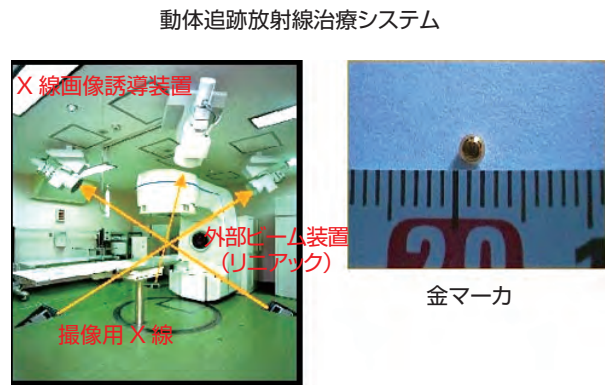 動体追跡放射線治療システム
X 線画像誘導装置
外部ビーム装置
(リニアック)
撮像用 X 線
20
1
金マーカ